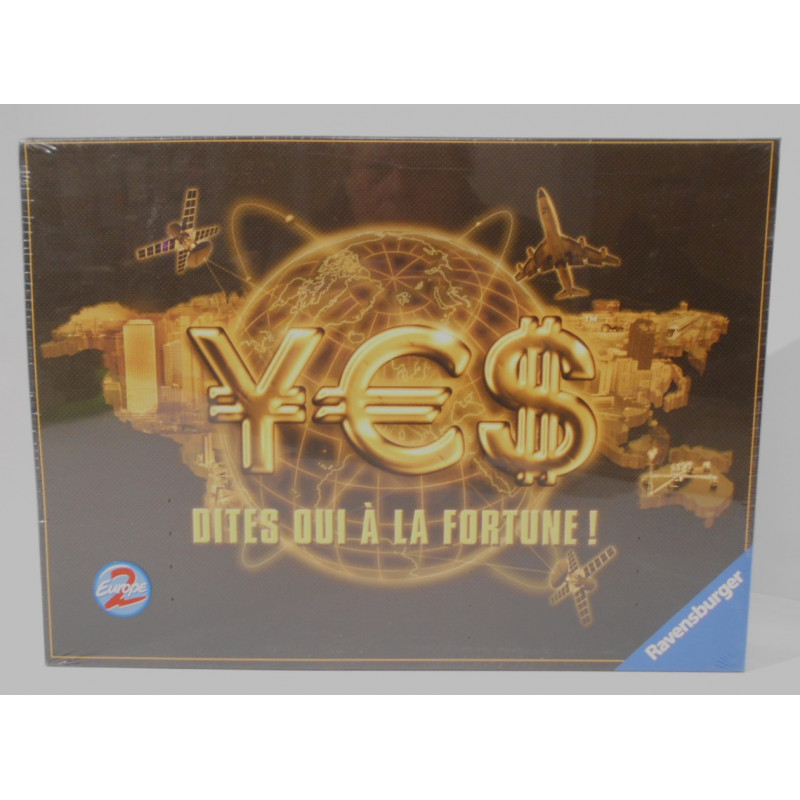 ¥€$
DITES OUI À LA FORTUNE !
Europe
2
Ravensburger